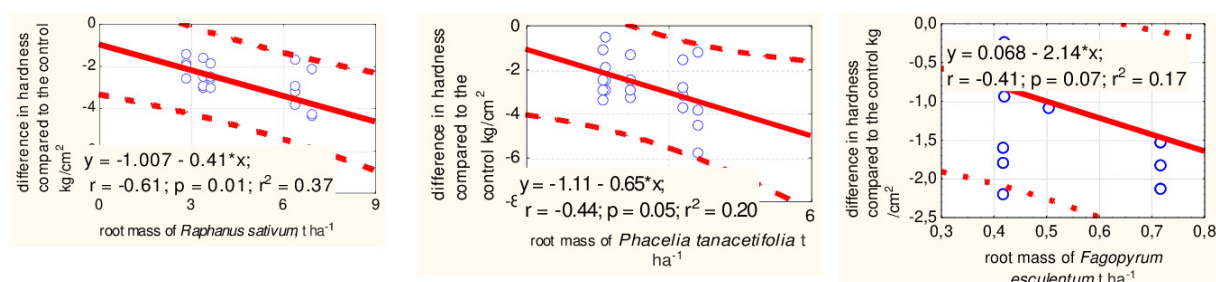 difference in hardness
compared to the control
kg/cm²
0
-2
-4
y = -1.007 - 0.41*x;
r = -0.61; p = 0.01; r² = 0.37
0
3
6
9
root mass of Raphanus sativum, t ha⁻¹
difference in hardness
compared to the
control kg/cm²
0
-2
-4
-6
y = -1.11 - 0.65*x;
r = -0.44; p = 0.05; r² = 0.20
6
root mass of Phacelia tanacetifolia t
ha⁻¹
difference in hardness
compared to the control kg
/cm²
0,0
-0,5
-1,0
-1,5
-2,0
-2,5
y = 0.068 - 2.14*x;
r = -0.41; p = 0.07; r² = 0.17
0,3
0,4
0,5
0,6
0,7
0,8
root mass of Fagopyrum
esculentum t ha⁻¹